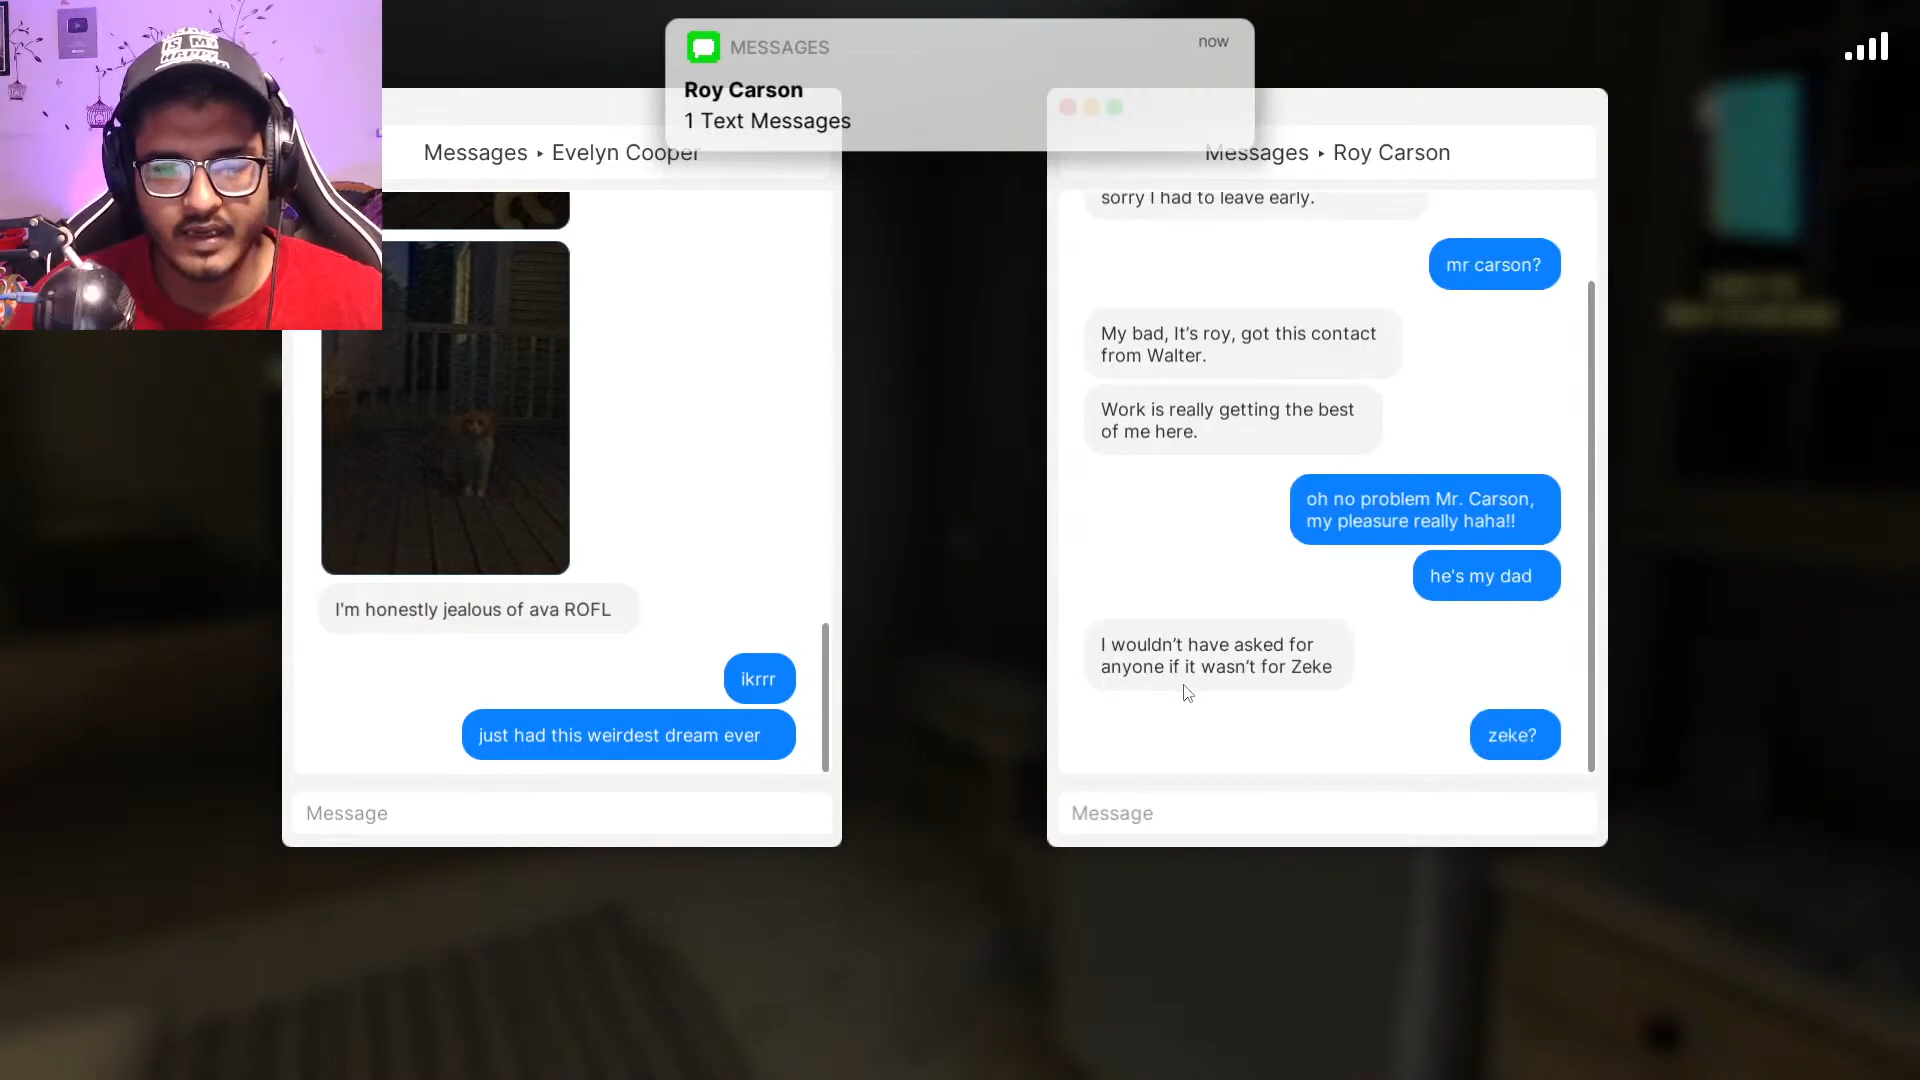 MESSAGES
now
Roy Carson
1 Text Messages
Messages ‣ Evelyn Cooper
I'm honestly jealous of ava ROFL
ikrrr
just had this weirdest dream ever
Message
Messages ‣ Roy Carson
sorry I had to leave early.
mr carson?
My bad, It's roy, got this contact
from Walter.
Work is really getting the best
of me here.
oh no problem Mr. Carson,
my pleasure really haha!!
he's my dad
I wouldn't have asked for
anyone if it wasn't for Zeke
zeke?
Message